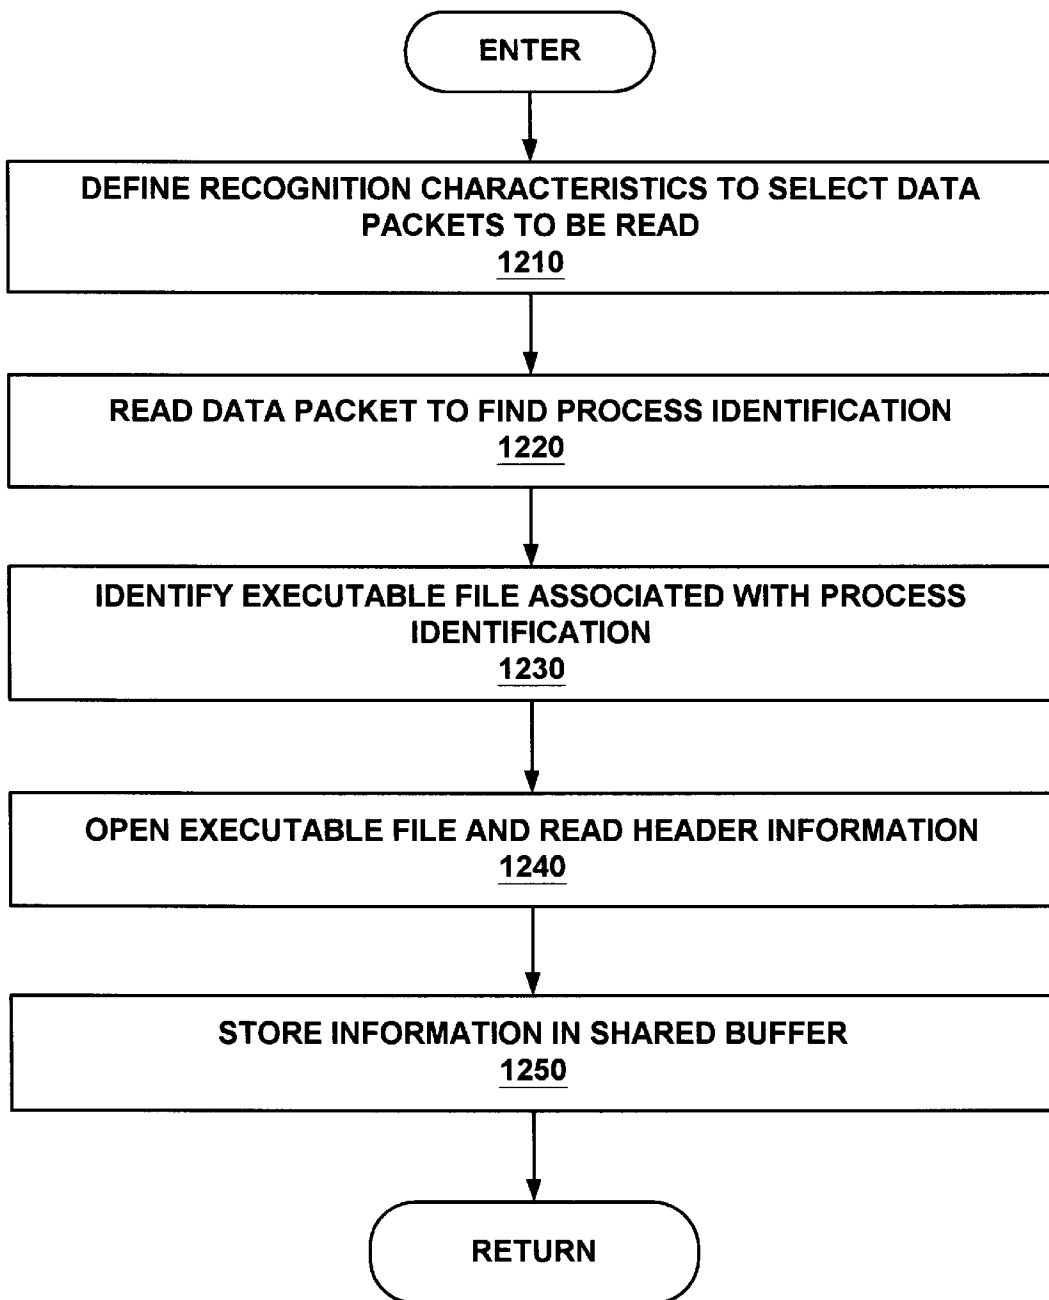 ENTER
DEFINE RECOGNITION CHARACTERISTICS TO SELECT DATA
PACKETS TO BE READ
1210
READ DATA PACKET TO FIND PROCESS IDENTIFICATION
1220
IDENTIFY EXECUTABLE FILE ASSOCIATED WITH PROCESS
IDENTIFICATION
1230
OPEN EXECUTABLE FILE AND READ HEADER INFORMATION
1240
STORE INFORMATION IN SHARED BUFFER
1250
RETURN